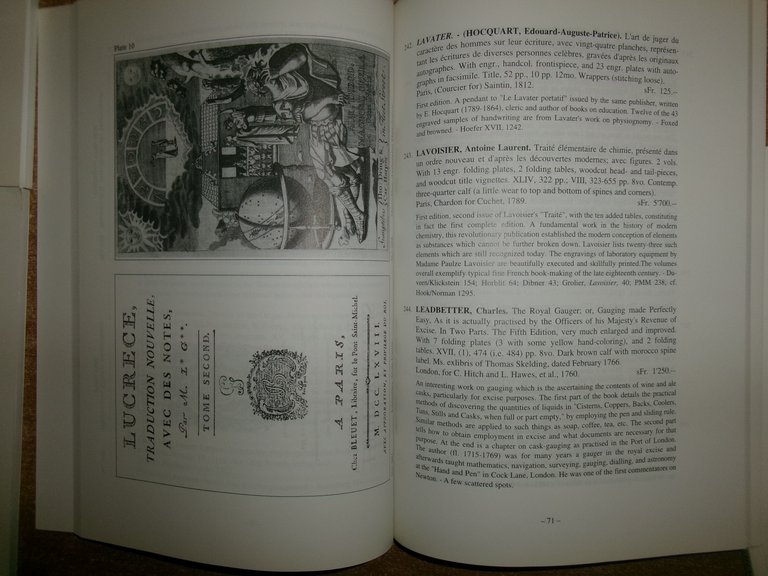 Plate 10
LUCRECE,
TRADUCTION NOUVELLE,
AVEC DES NOTES,
Par M. L* G**.
TOME SECOND.
A PARIS,
Chez BLEUET, Libraire, sur le Pont Saint-Michel.
M. DCC. LXVIII.
AVEC APPROBATION, ET PRIVILEGE DU ROI.
242. LAVATER. - (HOCQUART, Edouard-Auguste-Patrice). L'art de juger du
caractère des hommes sur leur écriture, avec vingt-quatre planches, représen-
tant les écritures de diverses personnes celèbres, gravées d'après les originaux
autographes. With engr., handcol. frontispiece, and 23 engr. plates with auto-
graphs in facsimile. Title, 52 pp., 10 pp. 12mo. Wrappers (stitching loose).
Paris, (Courcier for) Saintin, 1812. sFr. 125.–
First edition. A pendant to "Le Lavater portatif" issued by the same publisher, written
by E. Hocquart (1789-1864), cleric and author of books on education. Twelve of the 43
engraved samples of handwriting are from Lavater's work on physiognomy. - Foxed
and browned. - Hoefer XVII, 1242.
243. LAVOISIER, Antoine Laurent. Traité élémentaire de chimie, présenté dans
un ordre nouveau et d'après les découvertes modernes; avec figures. 2 vols.
With 13 engr. folding plates, 2 folding tables, woodcut head- and tail-pieces,
and woodcut title vignettes. XLIV, 322 pp.; VIII, 323-655 pp. 8vo. Contemp.
three-quarter calf (a little wear to top and bottom of spines and corners).
Paris, Chardon for Cuchet, 1789. sFr. 5'700.–
First edition, second issue of Lavoisier's "Traité", with the ten added tables, constituting
in fact the first complete edition. A fundamental work in the history of modern
chemistry, this revolutionary publication established the modern conception of elements
as substances which cannot be further broken down. Lavoisier lists twenty-three such
elements which are still recognized today. The engravings of laboratory equipment by
Madame Paulze Lavoisier are beautifully executed and skillfully printed.The volumes
overall exemplify typical fine French book-making of the late eighteenth century. - Du-
veen/Klickstein 154; Horblit 64; Dibner 43; Grolier, Lavoisier, 40; PMM 238, cf.
Hook/Norman 1295.
244. LEADBETTER, Charles. The Royal Gauger, or, Gauging made Perfectly
Easy, As it is actually practised by the Officers of his Majesty's Revenue of
Excise. In Two Parts. The Fifth Edition, very much enlarged and improved.
With 7 folding plates (3 with some yellow hand-coloring), and 2 folding
tables. XVII, (1), 474 (i.e. 484) pp. 8vo. Dark brown calf with morocco spine
label. Ms. exlibris of Thomas Skelding, dated February 1766.
London, for C. Hitch and L. Hawes, et al., 1760. sFr. 1'250.–
An interesting work on gauging which is the ascertaining the contents of wine and ale
casks, particularly for excise purposes. The first part of the book details the practical
methods of discovering the quantities of liquids in "Cisterns, Coppers, Backs, Coolers,
Tuns, Stills and Casks, when full or part empty," by employing the pen and sliding rule.
Similar methods are applied to such things as soap, coffee, tea, etc. The second part
tells how to obtain employment in excise and what documents are necessary for that
purpose. At the end is a chapter on cask-gauging as practised in the Port of London.
The author (fl. 1715-1769) was for many years a gauger in the royal excise and
afterwards taught mathematics, navigation, surveying, gauging, dialling, and astronomy
at the "Hand and Pen" in Cock Lane, London. He was one of the first commentators on
Newton. - A few scattered spots.
–71–